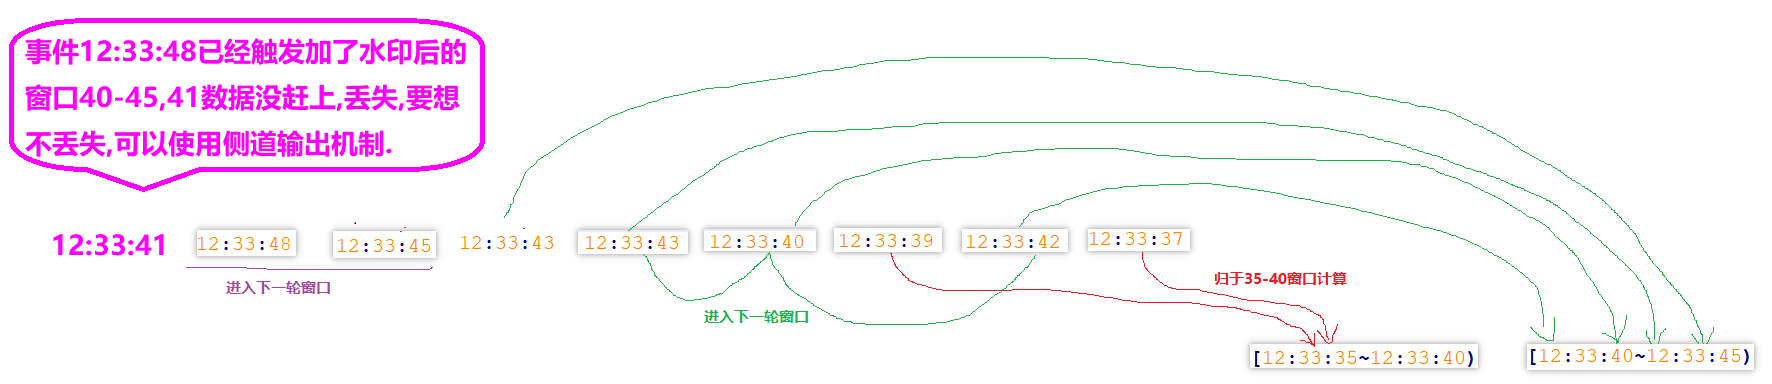 事件12:33:48已经触发加了水印后的
窗口40-45,41数据没赶上,丢失,要想
不丢失,可以使用侧道输出机制.
12:33:41 12:33:48 12:33:45 12:33:43 12:33:43 12:33:40 12:33:39 12:33:42 12:33:37
进入下一轮窗口
归于35-40窗口计算
进入下一轮窗口
[12:33:35~12:33:40) [12:33:40~12:33:45)